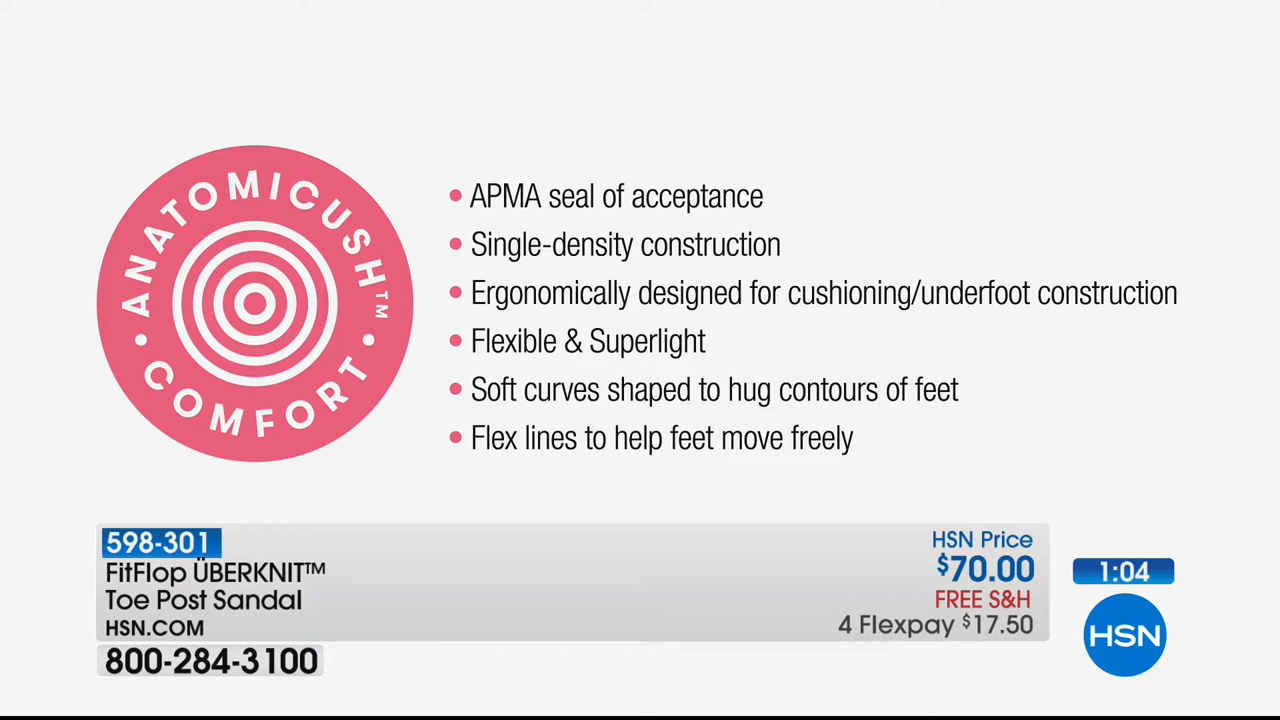 ANATOMICUSH™
• COMFORT •
• APMA seal of acceptance
• Single-density construction
• Ergonomically designed for cushioning/underfoot construction
• Flexible & Superlight
• Soft curves shaped to hug contours of feet
• Flex lines to help feet move freely
598-301
FitFlop ÜBERKNIT™
Toe Post Sandal
HSN.COM
800-284-3100
HSN Price
$70.00
FREE S&H
4 Flexpay $17.50
1:04
HSN